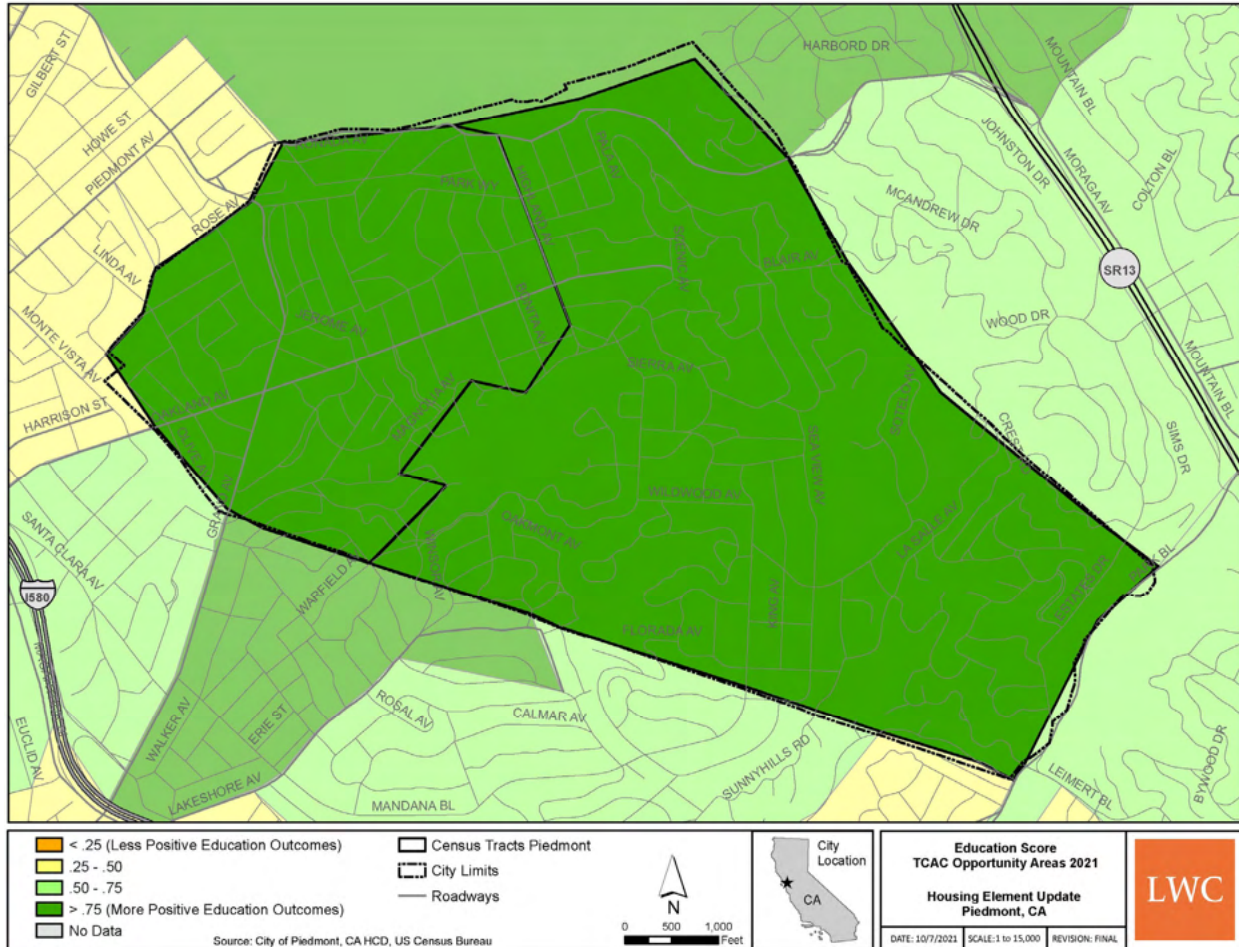 GILBERT ST
HOWE ST
PIEDMONT AV
ROSE AV
LINDA AV
MONTE VISTA AV
HARRISON ST
OAKLAND AV
PARK WY
HIGHLAND AV
JEROME AV
BONITA AV
MAGNOLIA AV
BLAIR AV
SIERRA AV
SEA VIEW AV
WILDWOOD AV
OAKMONT AV
LA SALLE AV
FLORADA AV
HARBORD DR
MOUNTAIN BL
JOHNSTON DR
MORAGA AV
COLTON BL
MCANDREW DR
SR13
WOOD DR
MOUNTAIN BL
SIMS DR
ESTATES DR
SANTA CLARA AV
I580
WARFIELD AV
WALKER AV
ERIE ST
ROSAL AV
CALMAR AV
EUCLID AV
LAKESHORE AV
MANDANA BL
SUNNYHILLS RD
LEIMERT BL
BYWOOD DR
< .25 (Less Positive Education Outcomes)
.25 - .50
.50 - .75
> .75 (More Positive Education Outcomes)
No Data
Census Tracts Piedmont
City Limits
Roadways
Source: City of Piedmont, CA HCD, US Census Bureau
N
0 500 1,000
Feet
City
Location
CA
Education Score
TCAC Opportunity Areas 2021
Housing Element Update
Piedmont, CA
DATE: 10/7/2021 SCALE:1 to 15,000 REVISION: FINAL
LWC